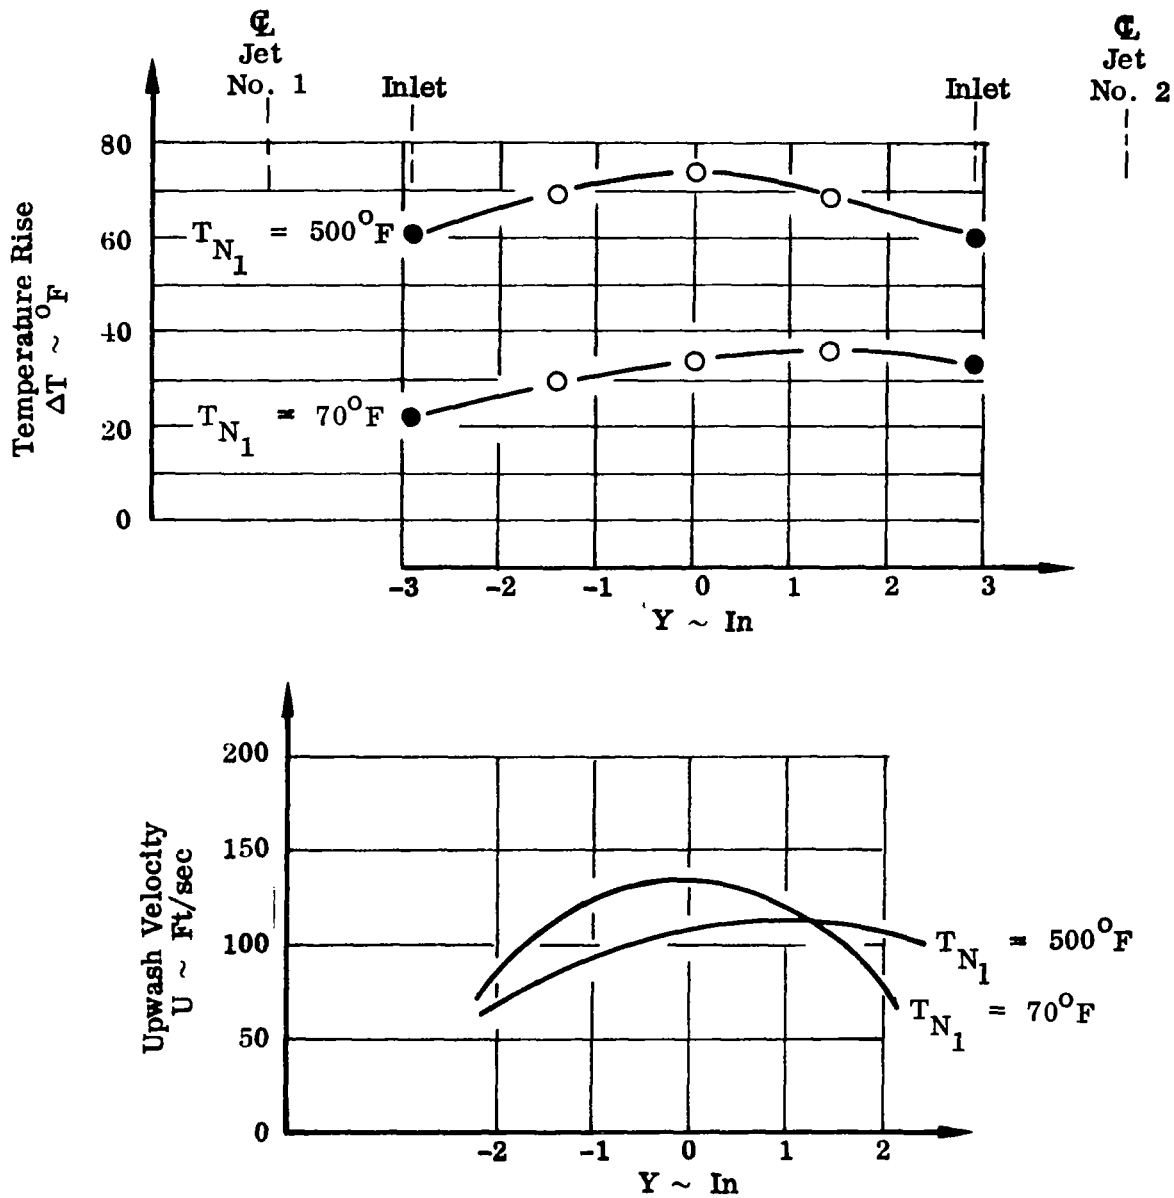 ℄
Jet
No. 1
Inlet
Inlet
℄
Jet
No. 2
80
60
40
20
0
Temperature Rise
ΔT ~ °F
T_N1 = 500°F
T_N1 = 70°F
-3 -2 -1 0 1 2 3
Y ~ In
200
150
100
50
0
Upwash Velocity
U ~ Ft/sec
T_N1 = 500°F
T_N1 = 70°F
-2 -1 0 1 2
Y ~ In